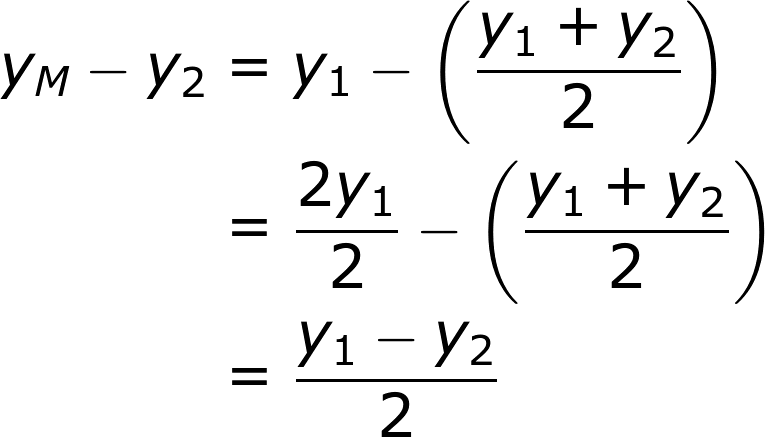 y_M − y_2 = y_1 − ( (y_1 + y_2) / 2 )
= 2y_1 / 2 − ( (y_1 + y_2) / 2 )
= (y_1 − y_2) / 2